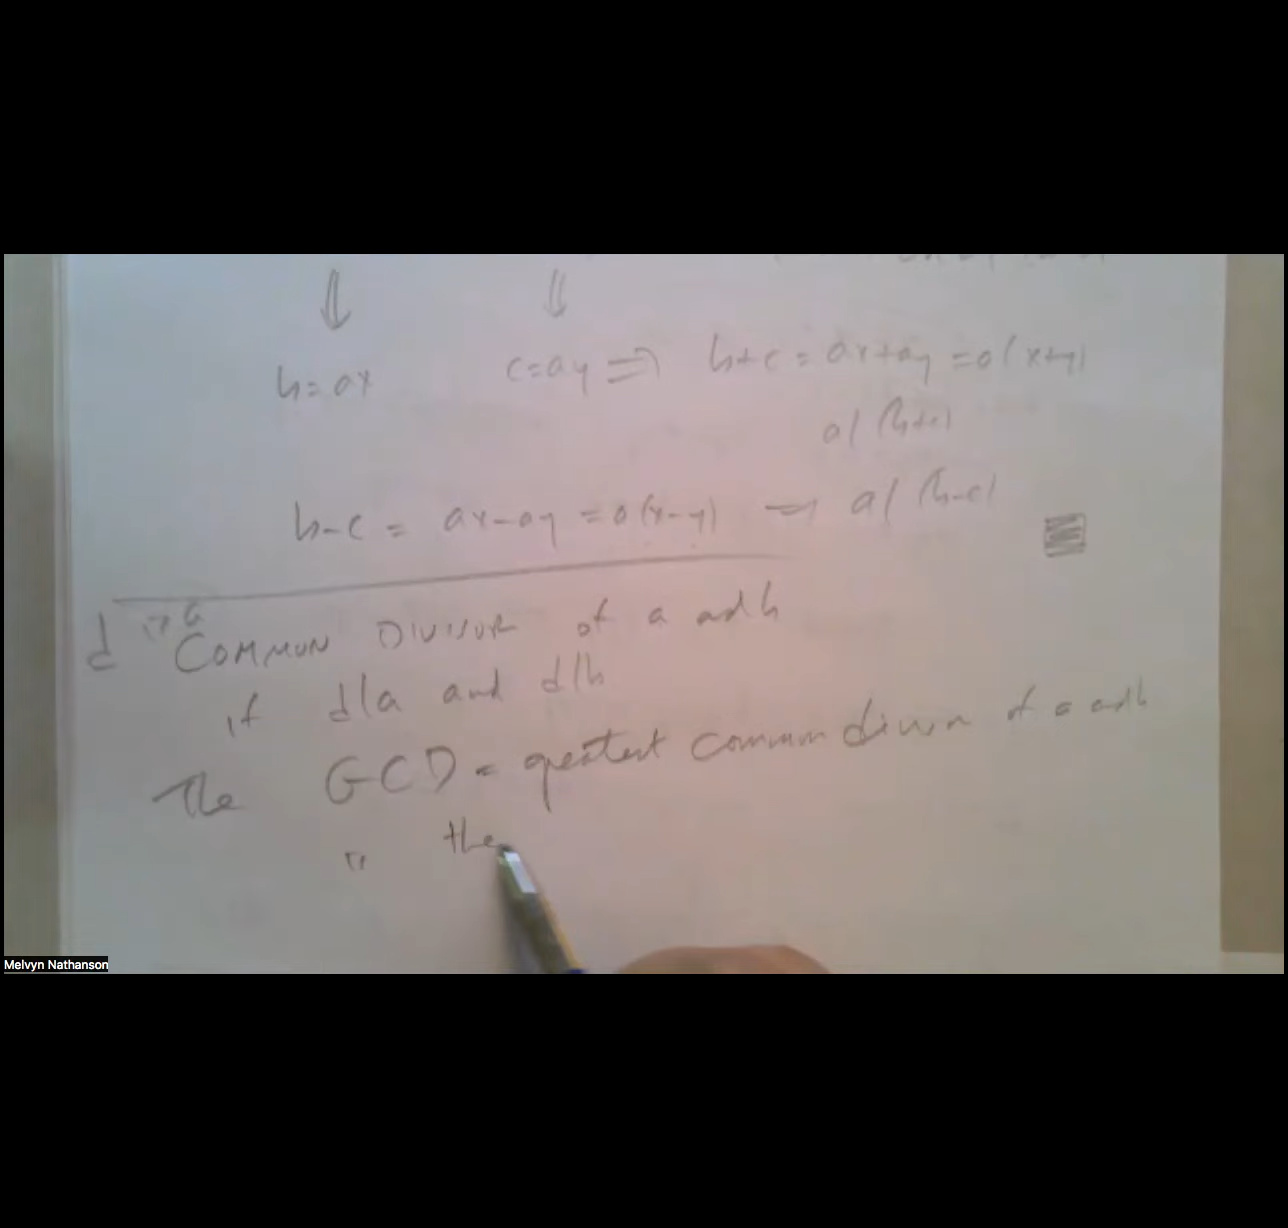 ⇓ ⇓
b=ax c=ay ⇒ b+c = ax+ay = a(x+y)
a|(b+c)
b-c = ax-ay = a(x-y) ⇒ a|(b-c)
d is a COMMON DIVISOR of a and b
if d|a and d|b
The GCD = greatest common divisor of a and b
is the
Melvyn Nathanson